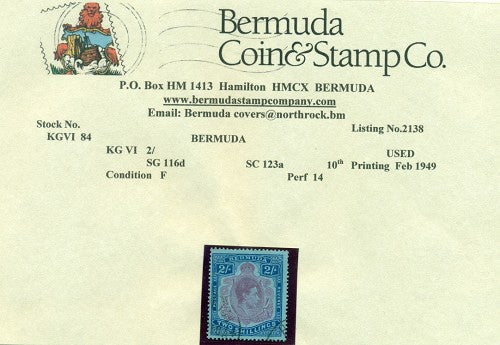 Bermuda
Coin&Stamp Co.
P.O. Box HM 1413 Hamilton HMCX BERMUDA
www.bermudastampcompany.com
Email: Bermuda covers@northrock.bm
Stock No. Listing No.2138
KGVI 84 BERMUDA
KG VI 2/ USED
SG 116d SC 123a 10th Printing Feb 1949
Condition F Perf 14
BERMUDA
2/- 2/-
TWO SHILLINGS